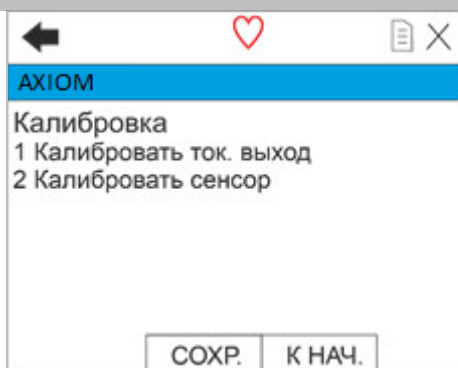 AXIOM
Калибровка
1 Калибровать ток. выход
2 Калибровать сенсор
СОХР. К НАЧ.